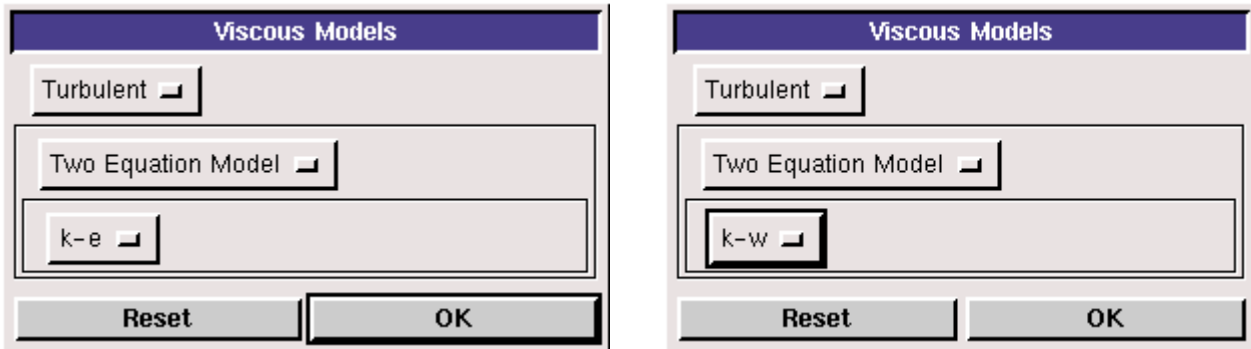 Viscous Models
Turbulent
Two Equation Model
k-e
Reset OK
Viscous Models
Turbulent
Two Equation Model
k-w
Reset OK